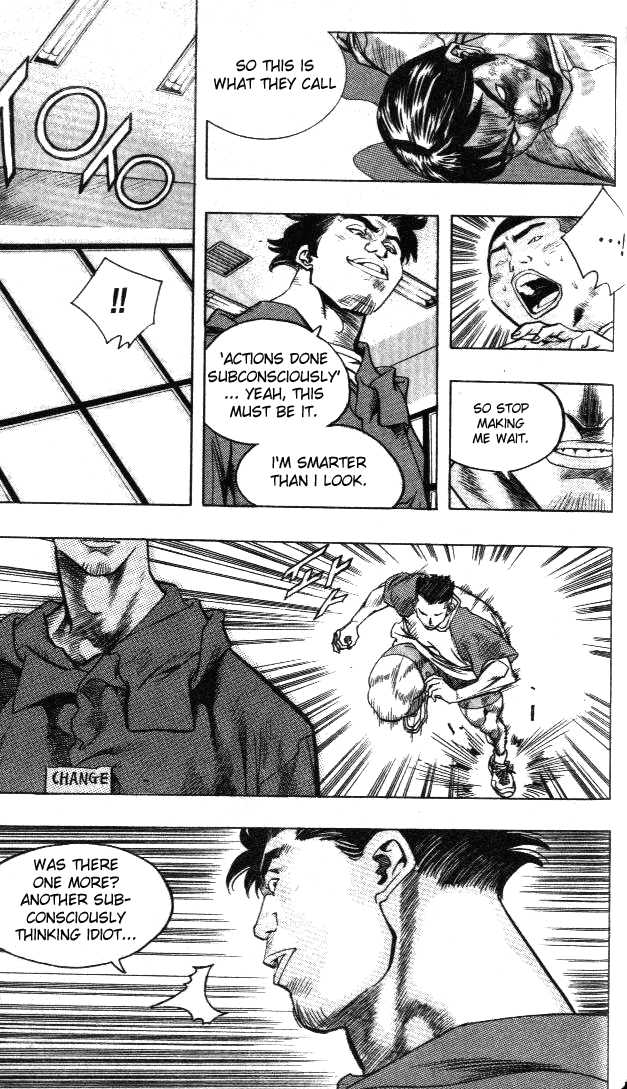 SO THIS IS
WHAT THEY CALL
...!
'ACTIONS DONE
SUBCONSCIOUSLY'
... YEAH, THIS
MUST BE IT.
I'M SMARTER
THAN I LOOK.
SO STOP
MAKING
ME WAIT.
TOTO
!!
CHANGE
WAS THERE
ONE MORE?
ANOTHER SUB-
CONSCIOUSLY
THINKING IDIOT...